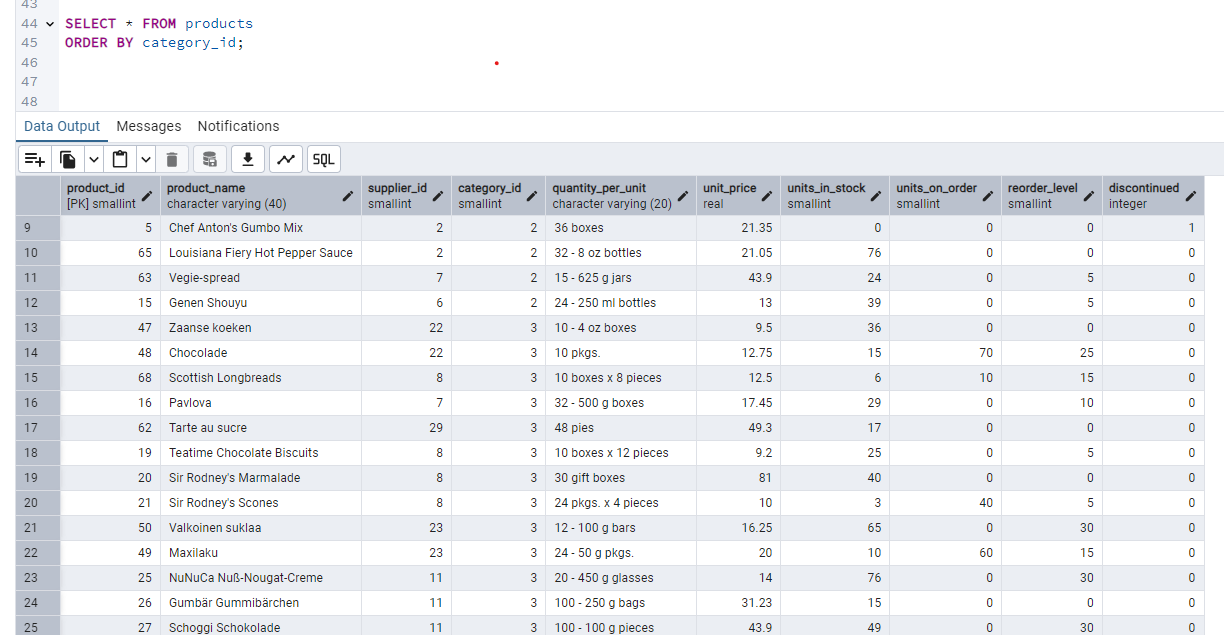 43
44 SELECT * FROM products
45 ORDER BY category_id;
46
47
48
Data Output Messages Notifications
SQL
product_id product_name supplier_id category_id quantity_per_unit unit_price units_in_stock units_on_order reorder_level discontinued
[PK] smallint character varying (40) smallint smallint character varying (20) real smallint smallint smallint integer
9 5 Chef Anton's Gumbo Mix 2 2 36 boxes 21.35 0 0 0 1
10 65 Louisiana Fiery Hot Pepper Sauce 2 2 32 - 8 oz bottles 21.05 76 0 0 0
11 63 Vegie-spread 7 2 15 - 625 g jars 43.9 24 0 5 0
12 15 Genen Shouyu 6 2 24 - 250 ml bottles 13 39 0 5 0
13 47 Zaanse koeken 22 3 10 - 4 oz boxes 9.5 36 0 0 0
14 48 Chocolade 22 3 10 pkgs. 12.75 15 70 25 0
15 68 Scottish Longbreads 8 3 10 boxes x 8 pieces 12.5 6 10 15 0
16 16 Pavlova 7 3 32 - 500 g boxes 17.45 29 0 10 0
17 62 Tarte au sucre 29 3 48 pies 49.3 17 0 0 0
18 19 Teatime Chocolate Biscuits 8 3 10 boxes x 12 pieces 9.2 25 0 5 0
19 20 Sir Rodney's Marmalade 8 3 30 gift boxes 81 40 0 0 0
20 21 Sir Rodney's Scones 8 3 24 pkgs. x 4 pieces 10 3 40 5 0
21 50 Valkoinen suklaa 23 3 12 - 100 g bars 16.25 65 0 30 0
22 49 Maxilaku 23 3 24 - 50 g pkgs. 20 10 60 15 0
23 25 NuNuCa Nuß-Nougat-Creme 11 3 20 - 450 g glasses 14 76 0 30 0
24 26 Gumbär Gummibärchen 11 3 100 - 250 g bags 31.23 15 0 0 0
25 27 Schoggi Schokolade 11 3 100 - 100 g pieces 43.9 49 0 30 0